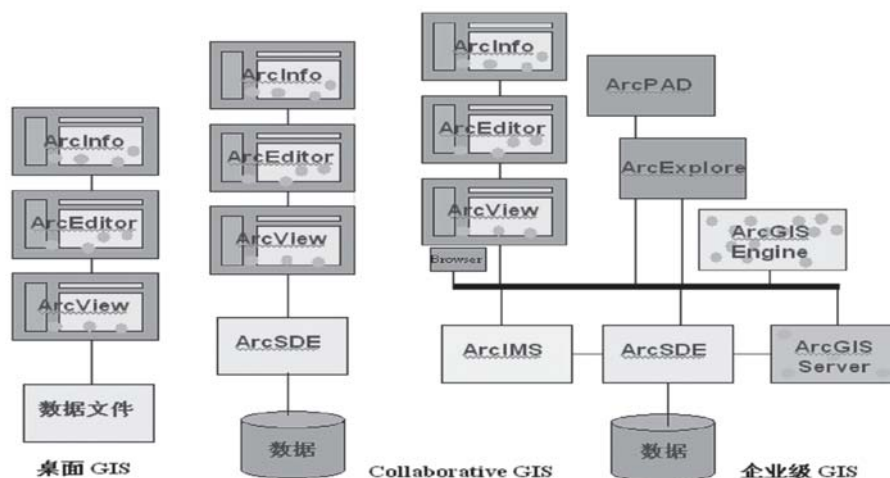 ArcInfo
ArcEditor
ArcView
数据文件
桌面 GIS
ArcInfo
ArcEditor
ArcView
ArcSDE
数据
Collaborative GIS
ArcInfo
ArcEditor
ArcView
Browser
ArcPAD
ArcExplore
ArcGIS
Engine
ArcIMS
ArcSDE
ArcGIS
Server
数据
企业级 GIS